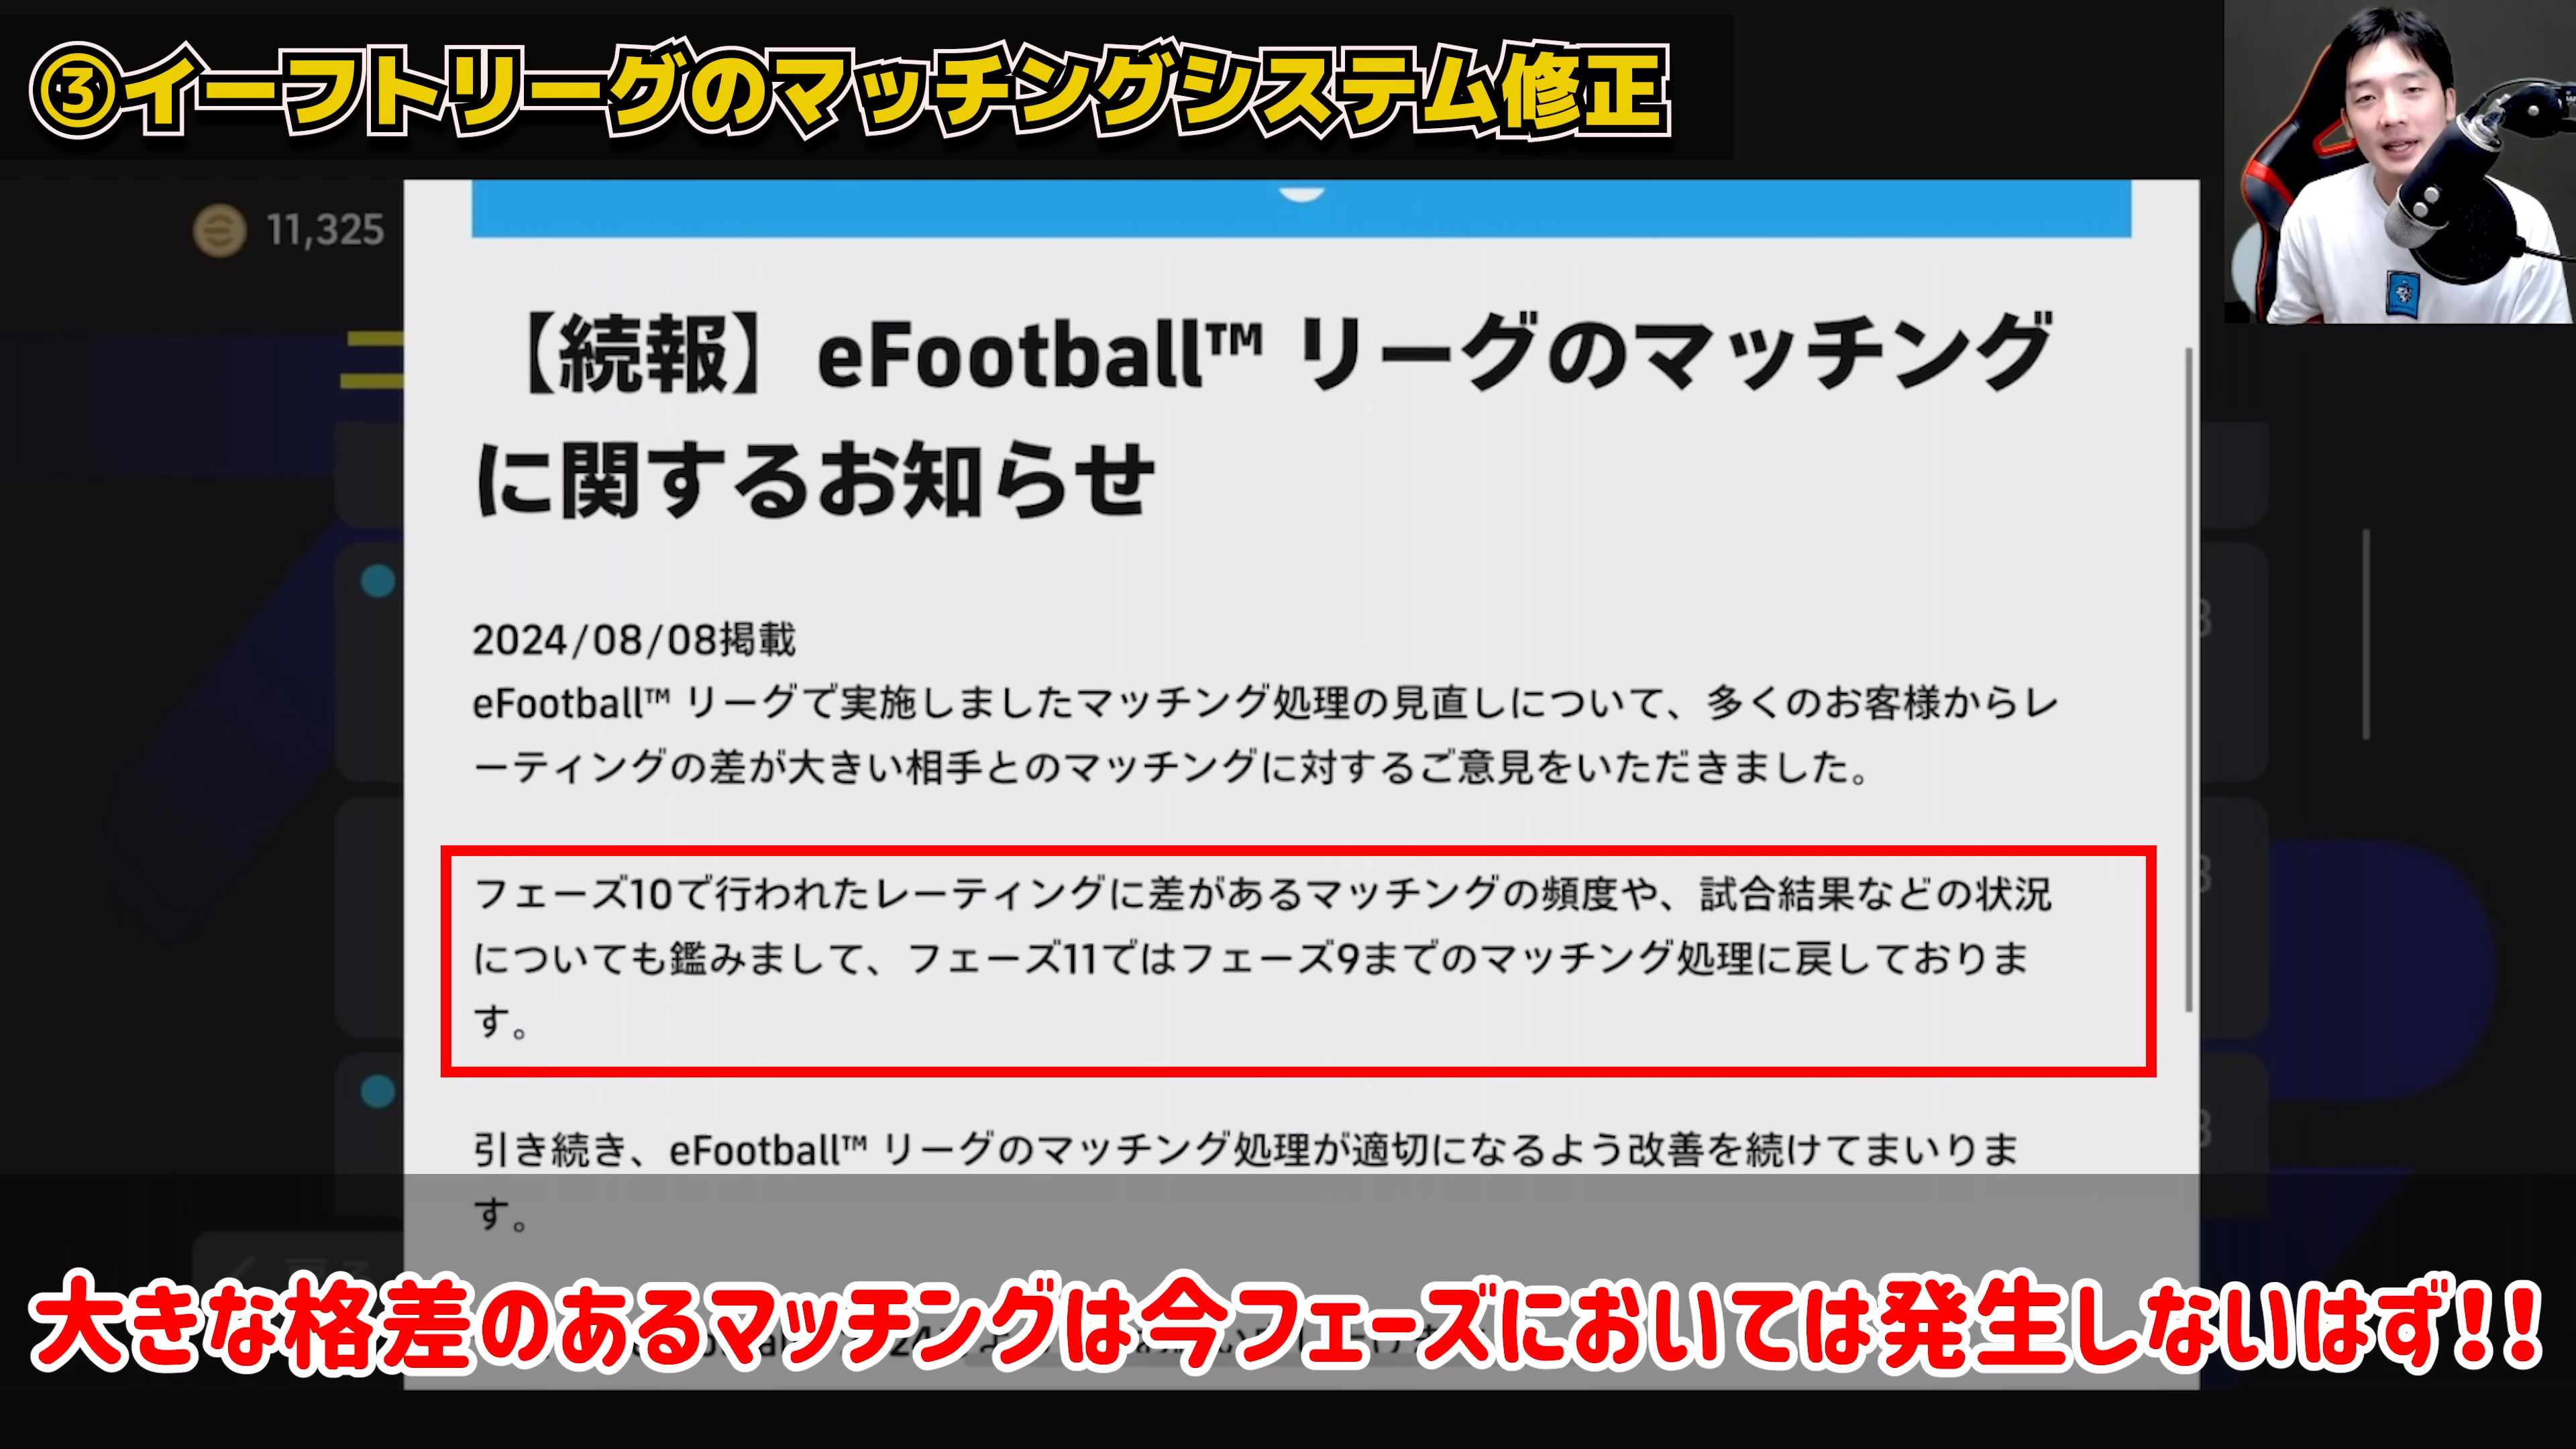 ③イーフトリーグのマッチングシステム修正
11,325
【続報】eFootball™ リーグのマッチング
に関するお知らせ
2024/08/08掲載
eFootball™ リーグで実施しましたマッチング処理の見直しについて、多くのお客様からレ
ーティングの差が大きい相手とのマッチングに対するご意見をいただきました。
フェーズ10で行われたレーティングに差があるマッチングの頻度や、試合結果などの状況
についても鑑みまして、フェーズ11ではフェーズ9までのマッチング処理に戻しておりま
す。
引き続き、eFootball™ リーグのマッチング処理が適切になるよう改善を続けてまいりま
す。
大きな格差のあるマッチングは今フェーズにおいては発生しないはず!!